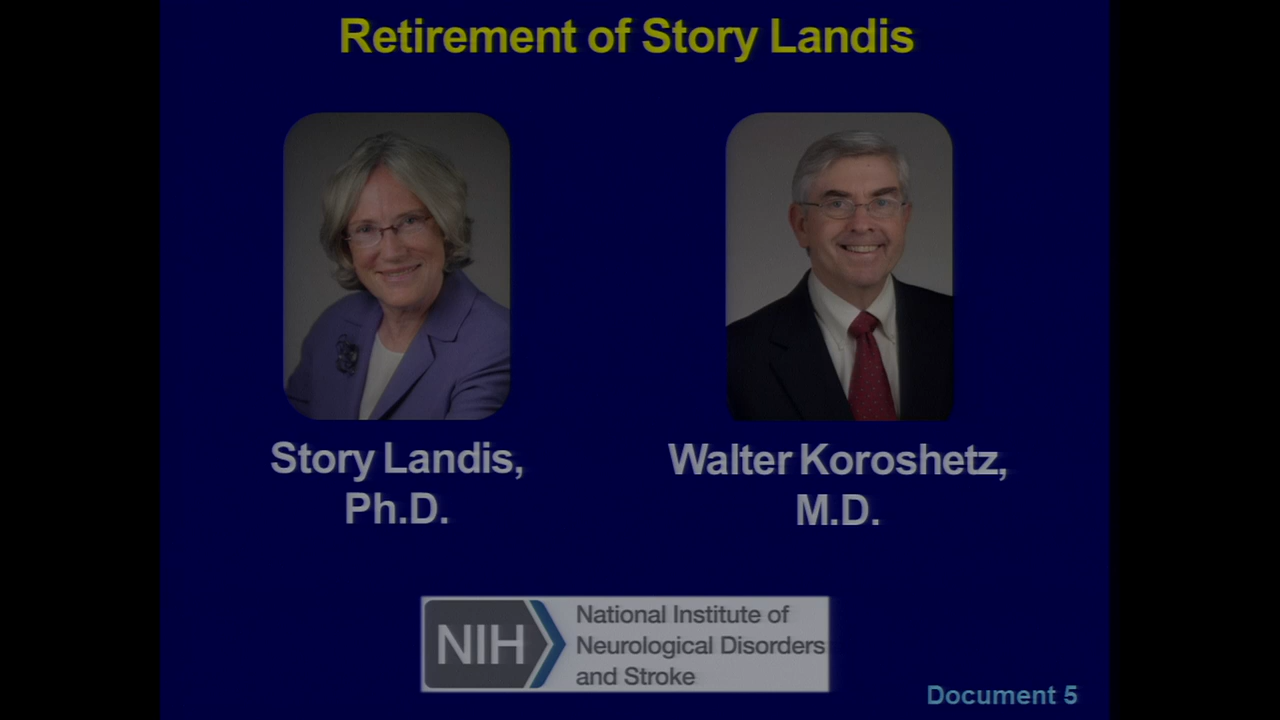 Retirement of Story Landis
Story Landis,
Ph.D.
Walter Koroshetz,
M.D.
NIH
National Institute of
Neurological Disorders
and Stroke
Document 5